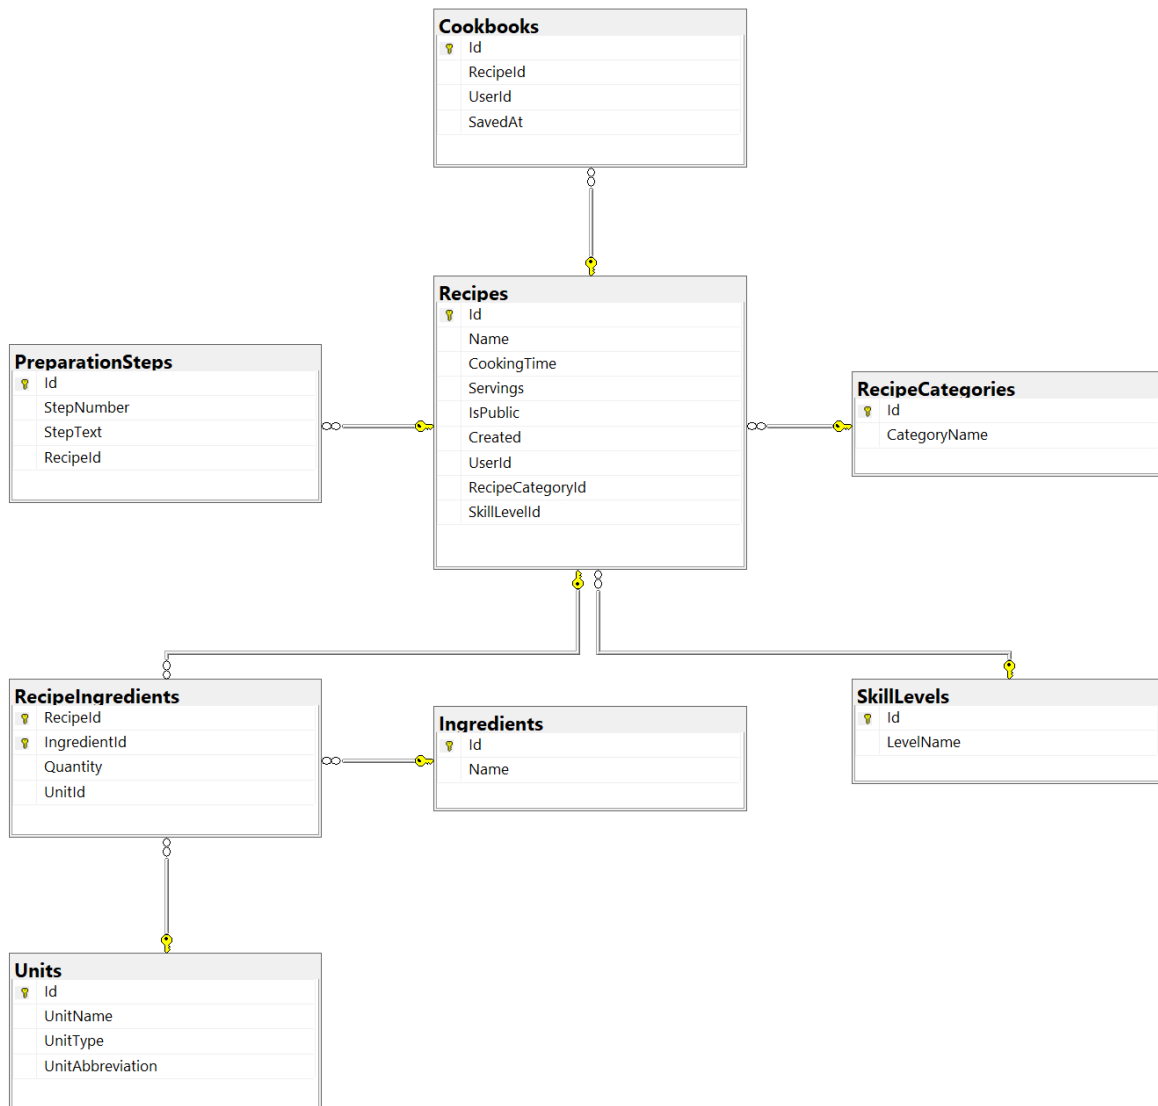 Cookbooks
Id
RecipeId
UserId
SavedAt
Recipes
Id
Name
CookingTime
Servings
IsPublic
Created
UserId
RecipeCategoryId
SkillLevelId
PreparationSteps
Id
StepNumber
StepText
RecipeId
RecipeCategories
Id
CategoryName
RecipeIngredients
RecipeId
IngredientId
Quantity
UnitId
Ingredients
Id
Name
SkillLevels
Id
LevelName
Units
Id
UnitName
UnitType
UnitAbbreviation